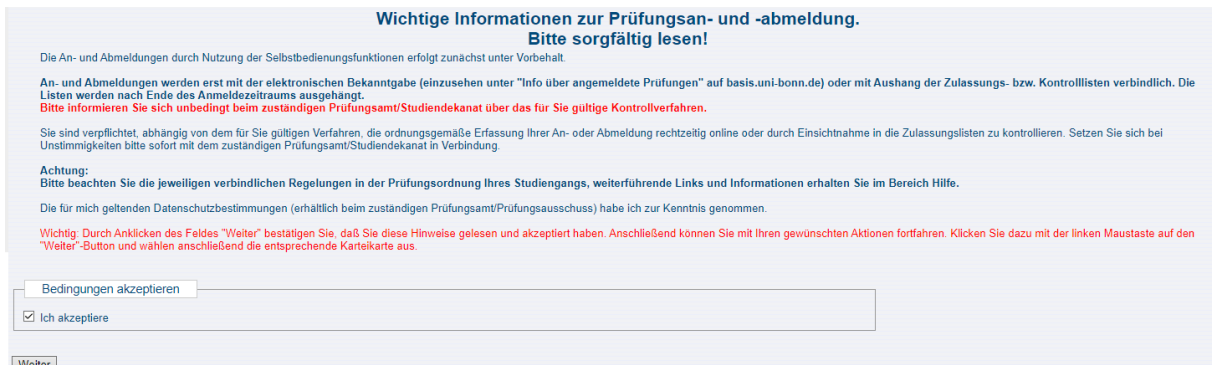 Wichtige Informationen zur Prüfungsan- und -abmeldung.
Bitte sorgfältig lesen!
Die An- und Abmeldungen durch Nutzung der Selbstbedienungsfunktionen erfolgt zunächst unter Vorbehalt.
An- und Abmeldungen werden erst mit der elektronischen Bekanntgabe (einzusehen unter "Info über angemeldete Prüfungen" auf basis.uni-bonn.de) oder mit Aushang der Zulassungs- bzw. Kontrolllisten verbindlich. Die
Listen werden nach Ende des Anmeldezeitraums ausgehängt.
Bitte informieren Sie sich unbedingt beim zuständigen Prüfungsamt/Studiendekanat über das für Sie gültige Kontrollverfahren.
Sie sind verpflichtet, abhängig von dem für Sie gültigen Verfahren, die ordnungsgemäße Erfassung Ihrer An- oder Abmeldung rechtzeitig online oder durch Einsichtnahme in die Zulassungslisten zu kontrollieren. Setzen Sie sich bei
Unstimmigkeiten bitte sofort mit dem zuständigen Prüfungsamt/Studiendekanat in Verbindung.
Achtung:
Bitte beachten Sie die jeweiligen verbindlichen Regelungen in der Prüfungsordnung Ihres Studiengangs, weiterführende Links und Informationen erhalten Sie im Bereich Hilfe.
Die für mich geltenden Datenschutzbestimmungen (erhältlich beim zuständigen Prüfungsamt/Prüfungsausschuss) habe ich zur Kenntnis genommen.
Wichtig: Durch Anklicken des Feldes "Weiter" bestätigen Sie, daß Sie diese Hinweise gelesen und akzeptiert haben. Anschließend können Sie mit Ihren gewünschten Aktionen fortfahren. Klicken Sie dazu mit der linken Maustaste auf den
"Weiter"-Button und wählen anschließend die entsprechende Karteikarte aus.
Bedingungen akzeptieren
Ich akzeptiere
Weiter